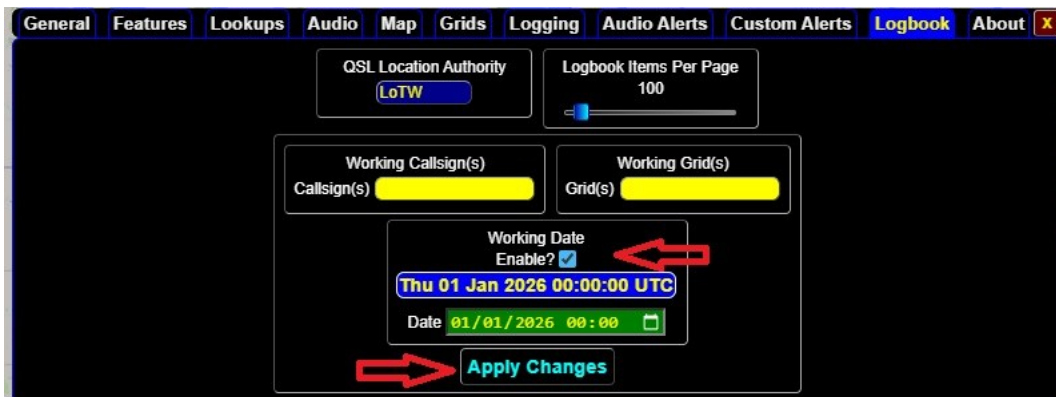 General Features Lookups Audio Map Grids Logging Audio Alerts Custom Alerts Logbook About X
QSL Location Authority
LoTW
Logbook Items Per Page
100
Working Callsign(s)
Callsign(s)
Working Grid(s)
Grid(s)
Working Date
Enable?
Thu 01 Jan 2026 00:00:00 UTC
Date 01/01/2026 00:00
Apply Changes